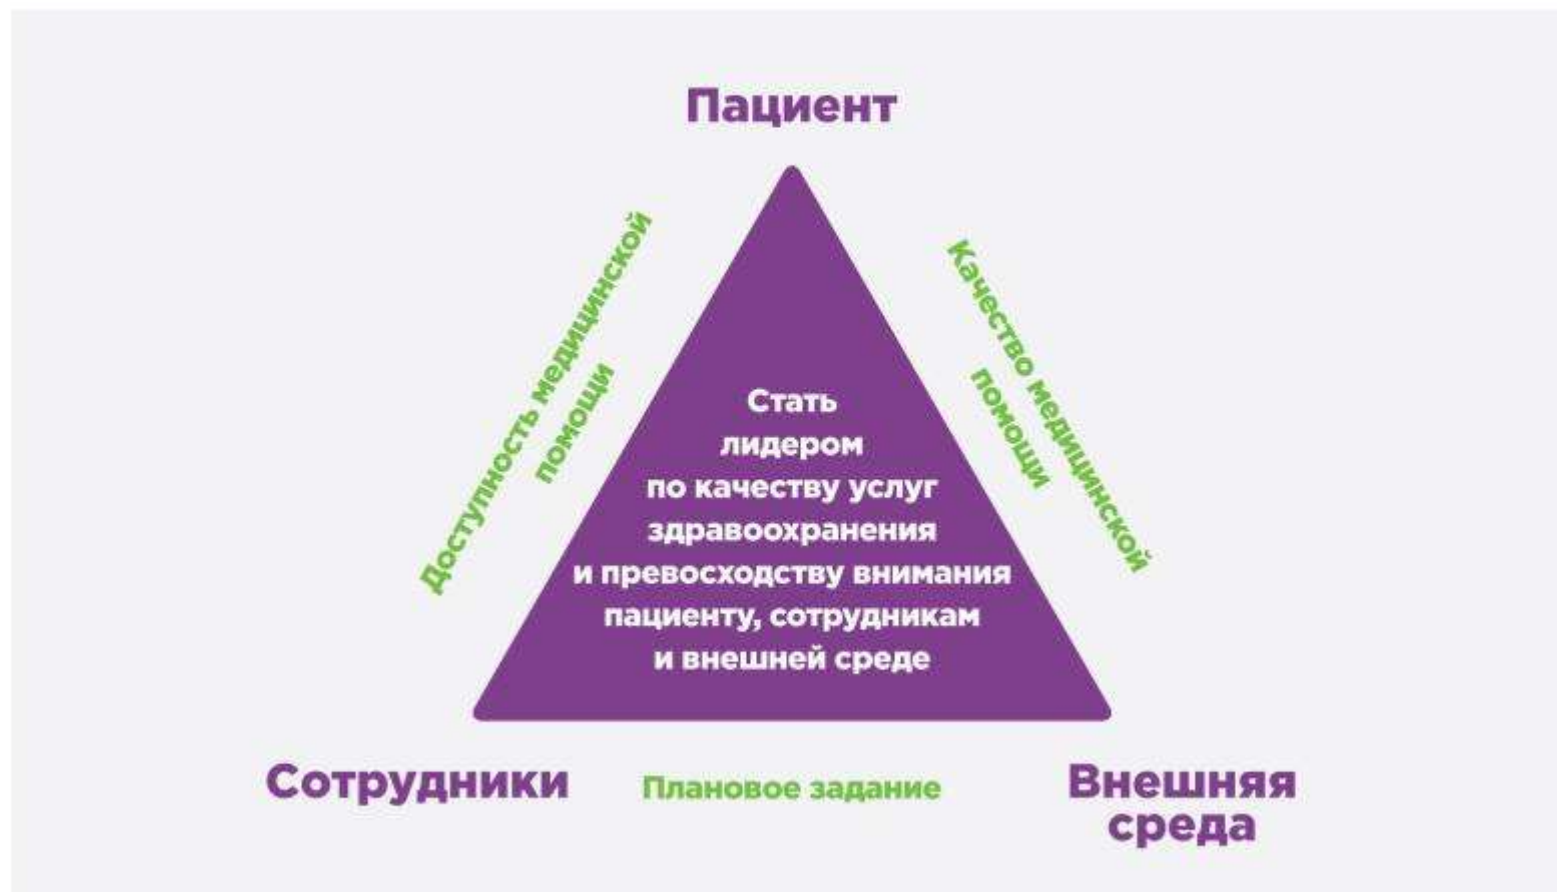 Пациент
Доступность медицинской
помощи
Качество медицинской
помощи
Стать
лидером
по качеству услуг
здравоохранения
и превосходству внимания
пациенту, сотрудникам
и внешней среде
Сотрудники
Плановое задание
Внешняя
среда